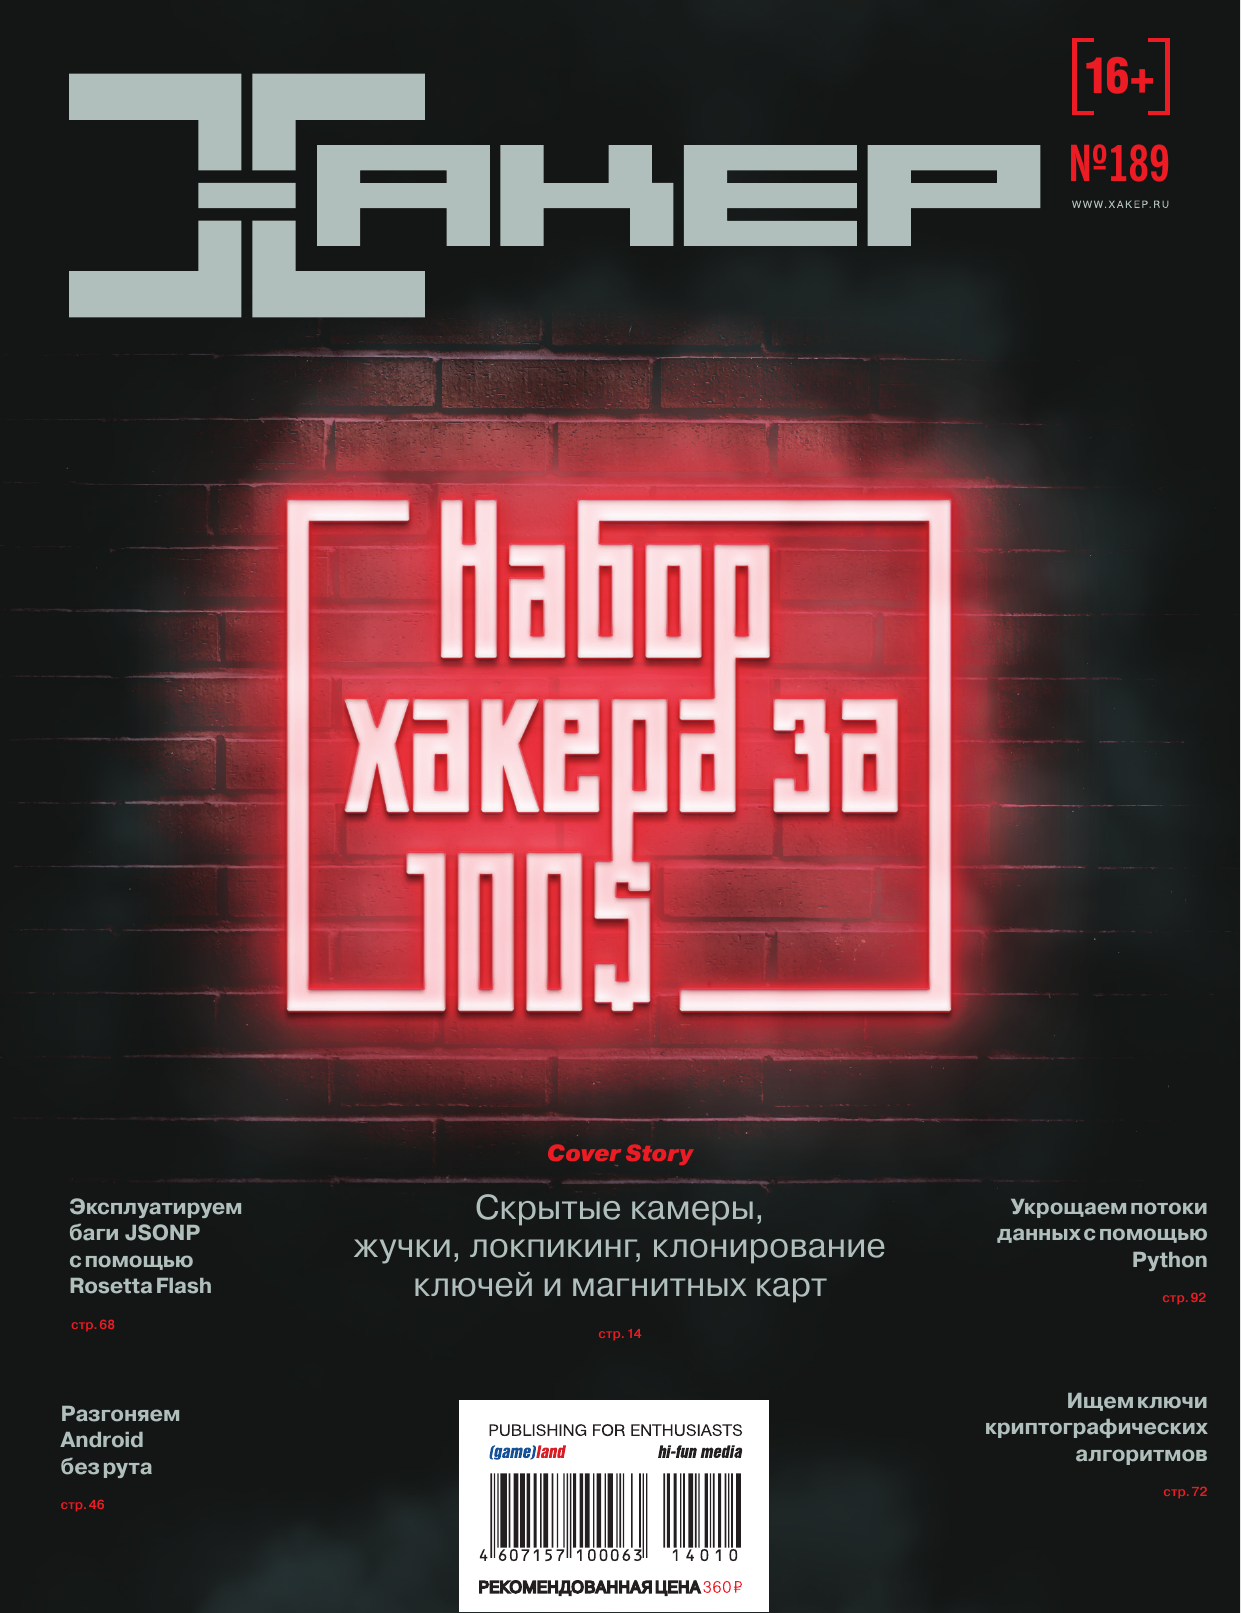 [16+]
ХАКЕР
№189
WWW.XAKEP.RU
Набор
хакера за
100$
Cover Story
Скрытые камеры,
жучки, локпикинг, клонирование
ключей и магнитных карт
стр. 14
Эксплуатируем
баги JSONP
с помощью
Rosetta Flash
стр. 68
Укрощаем потоки
данных с помощью
Python
стр. 92
Разгоняем
Android
без рута
стр. 46
Ищем ключи
криптографических
алгоритмов
стр. 72
PUBLISHING FOR ENTHUSIASTS
(game)land hi-fun media
4 607157 100063 14010
РЕКОМЕНДОВАННАЯ ЦЕНА 360 ₽